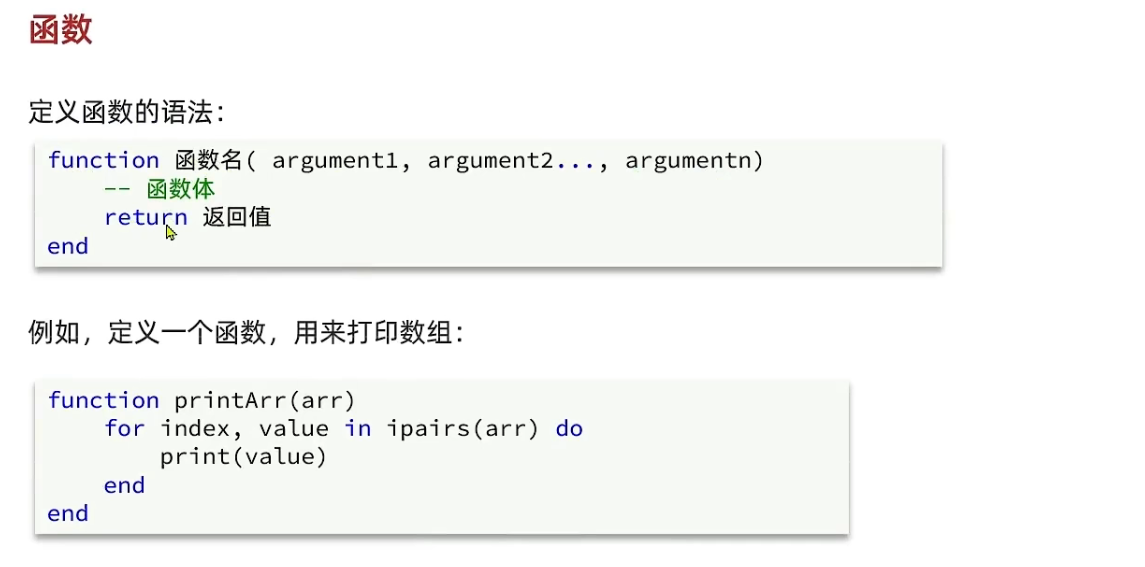 函数
定义函数的语法：
function 函数名( argument1, argument2..., argumentn)
    -- 函数体
    return 返回值
end
例如，定义一个函数，用来打印数组：
function printArr(arr)
    for index, value in ipairs(arr) do
        print(value)
    end
end